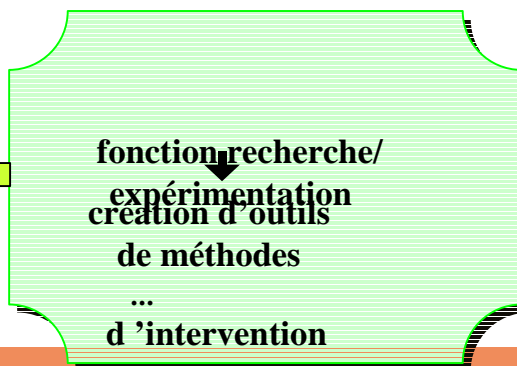 fonction recherche/
expérimentation
création d’outils
de méthodes
...
d ’intervention